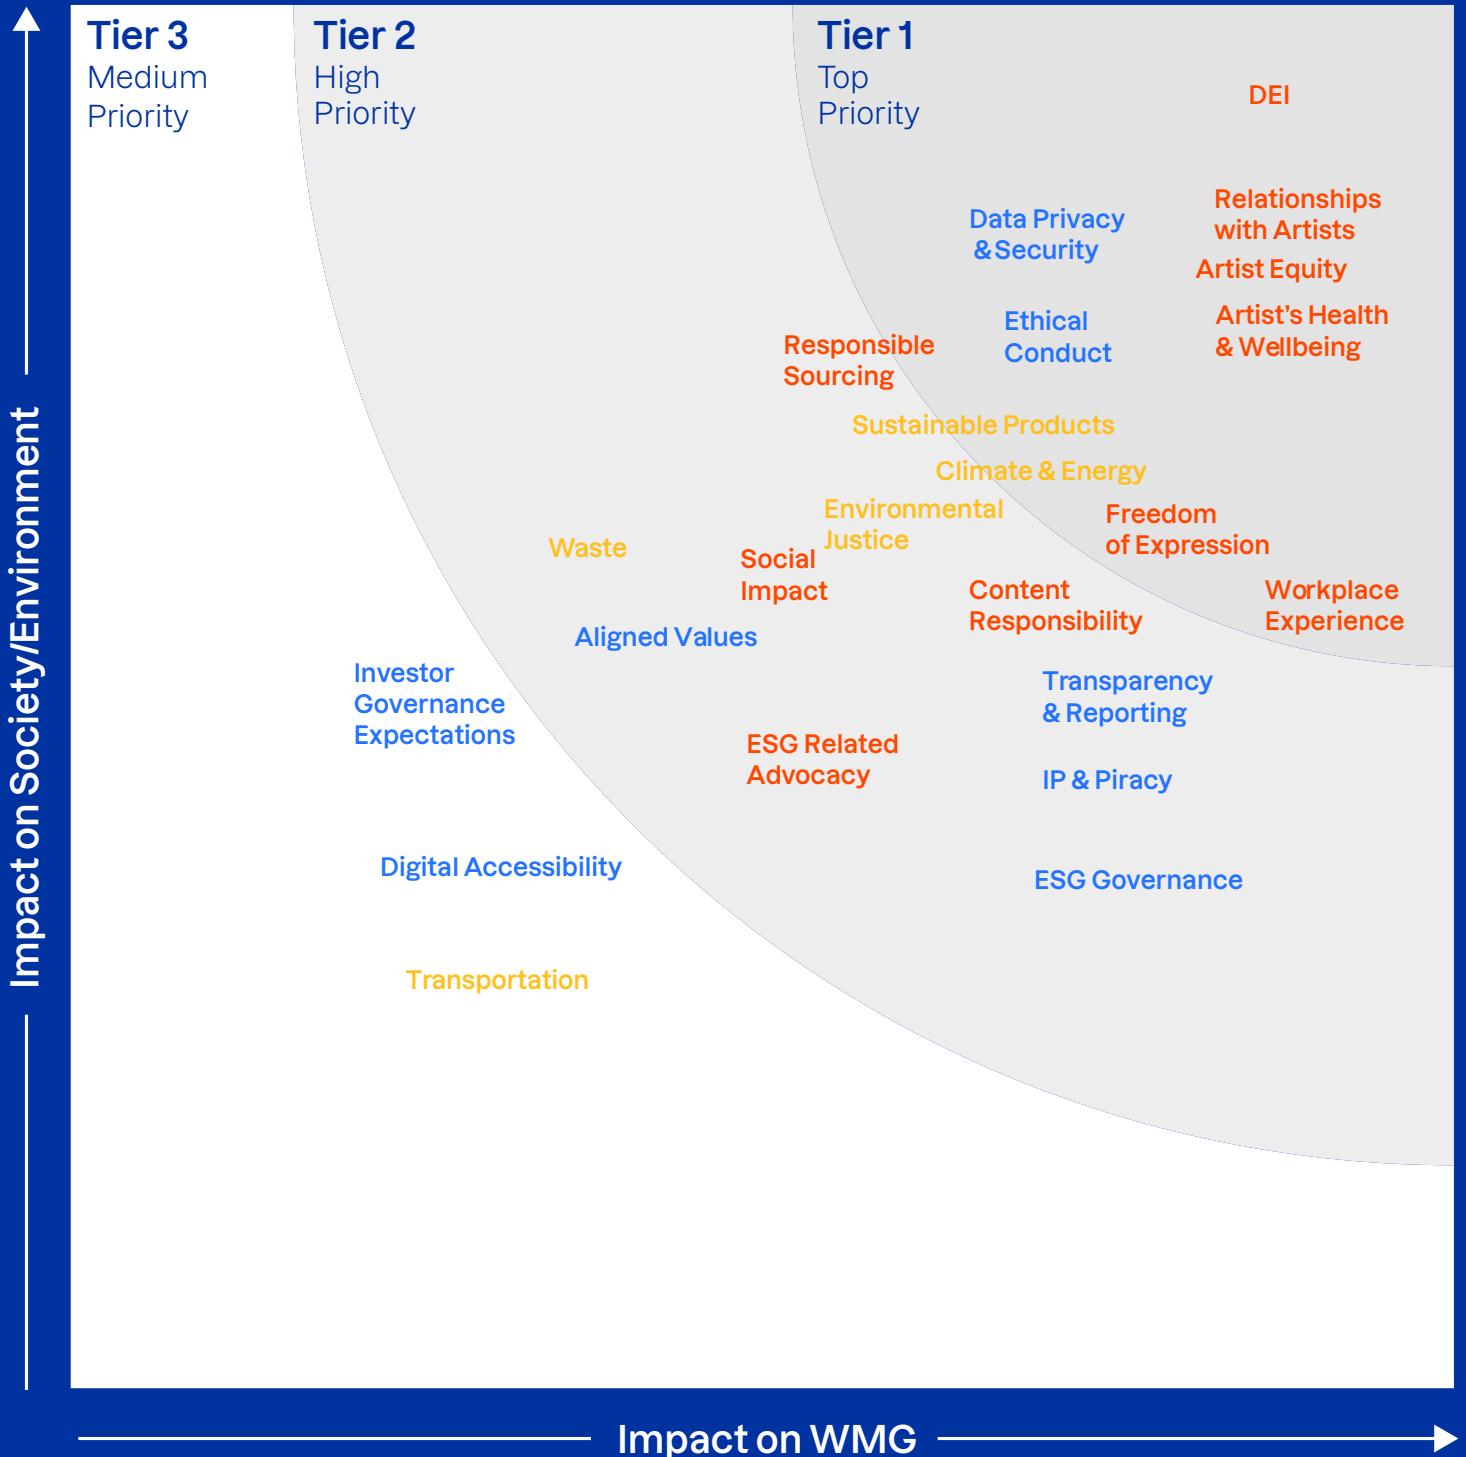 Tier 3
Medium
Priority
Tier 2
High
Priority
Tier 1
Top
Priority
DEI
Relationships
with Artists
Data Privacy
& Security
Artist Equity
Artist’s Health
& Wellbeing
Ethical
Conduct
Responsible
Sourcing
Sustainable Products
Climate & Energy
Environmental
Justice
Freedom
of Expression
Waste
Social
Impact
Content
Responsibility
Workplace
Experience
Aligned Values
Investor
Governance
Expectations
Transparency
& Reporting
ESG Related
Advocacy
IP & Piracy
Digital Accessibility
ESG Governance
Transportation
Impact on Society/Environment
Impact on WMG